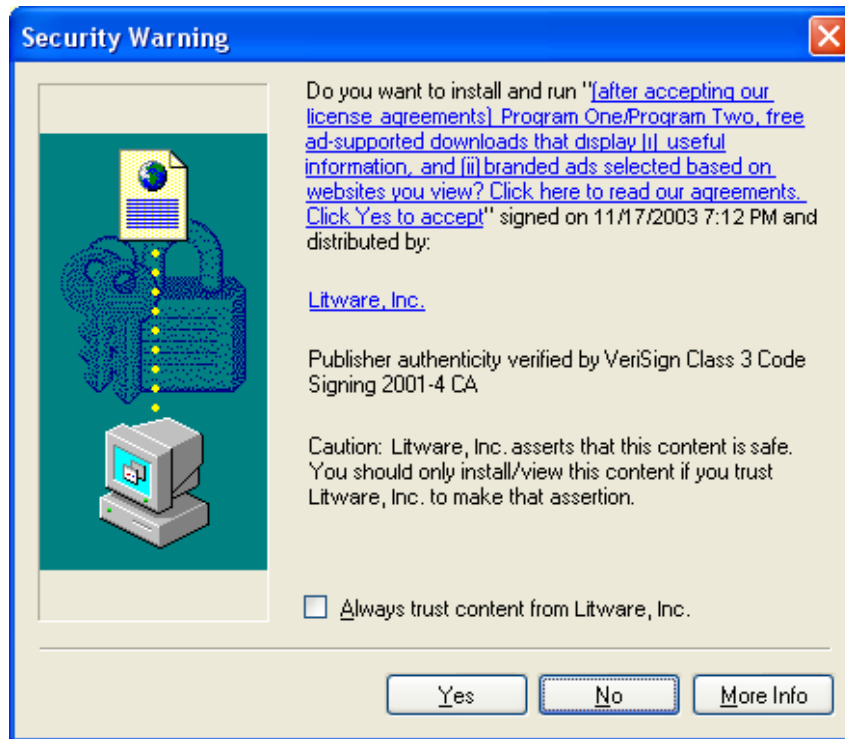 Security Warning
Do you want to install and run "(after accepting our
license agreements) Program One/Program Two, free
ad-supported downloads that display (i) useful
information, and (ii) branded ads selected based on
websites you view? Click here to read our agreements.
Click Yes to accept" signed on 11/17/2003 7:12 PM and
distributed by:
Litware, Inc.
Publisher authenticity verified by VeriSign Class 3 Code
Signing 2001-4 CA
Caution: Litware, Inc. asserts that this content is safe.
You should only install/view this content if you trust
Litware, Inc. to make that assertion.
Always trust content from Litware, Inc.
Yes No More Info